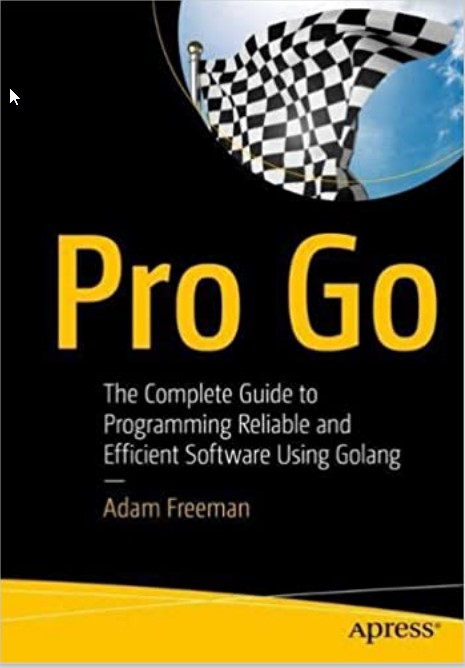 Pro Go
The Complete Guide to
Programming Reliable and
Efficient Software Using Golang
—
Adam Freeman
Apress®